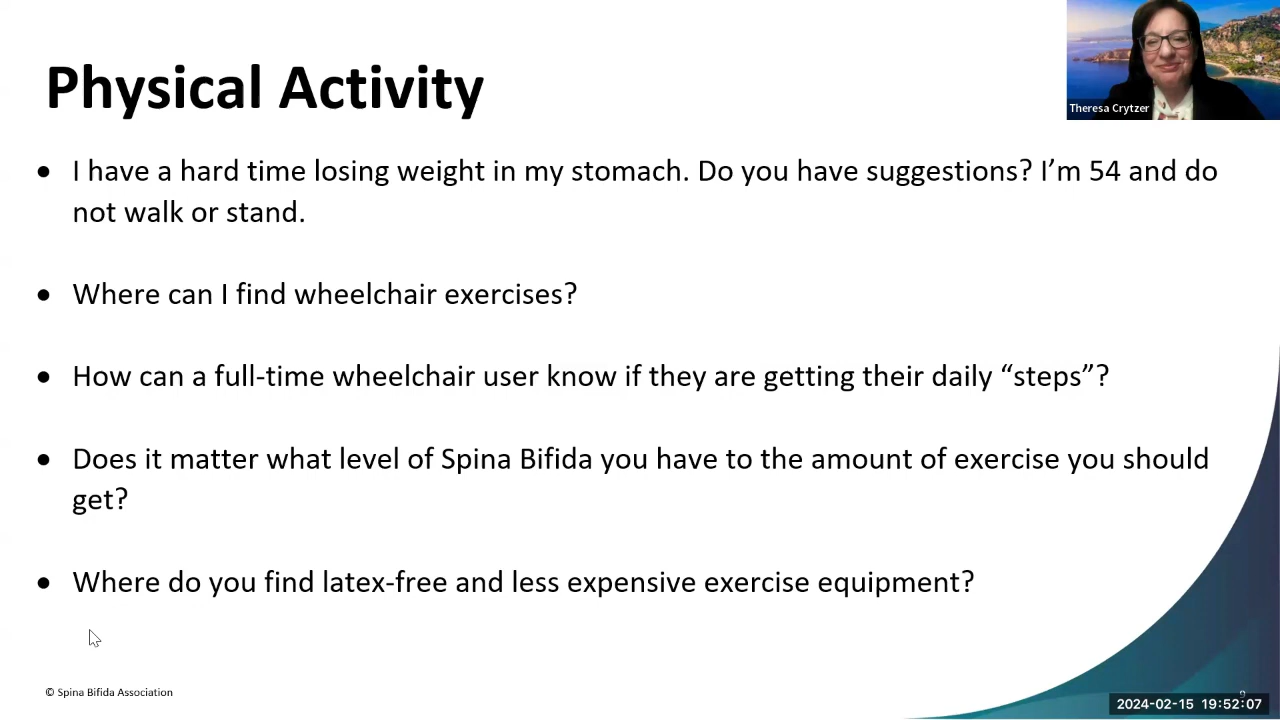 Physical Activity
Theresa Crytzer
• I have a hard time losing weight in my stomach. Do you have suggestions? I’m 54 and do
not walk or stand.
• Where can I find wheelchair exercises?
• How can a full-time wheelchair user know if they are getting their daily “steps”?
• Does it matter what level of Spina Bifida you have to the amount of exercise you should
get?
• Where do you find latex-free and less expensive exercise equipment?
© Spina Bifida Association
9
2024-02-15 19:52:07